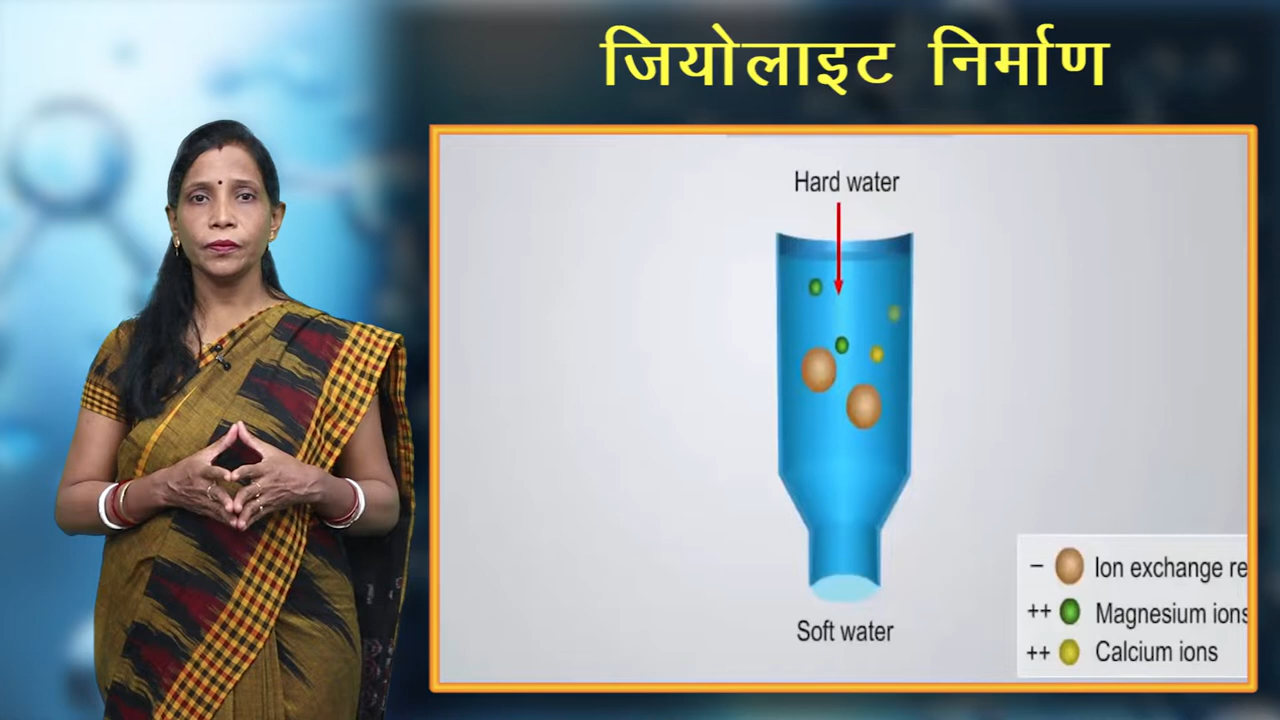 जियोलाइट निर्माण
Hard water
Soft water
– Ion exchange re
++ Magnesium ions
++ Calcium ions